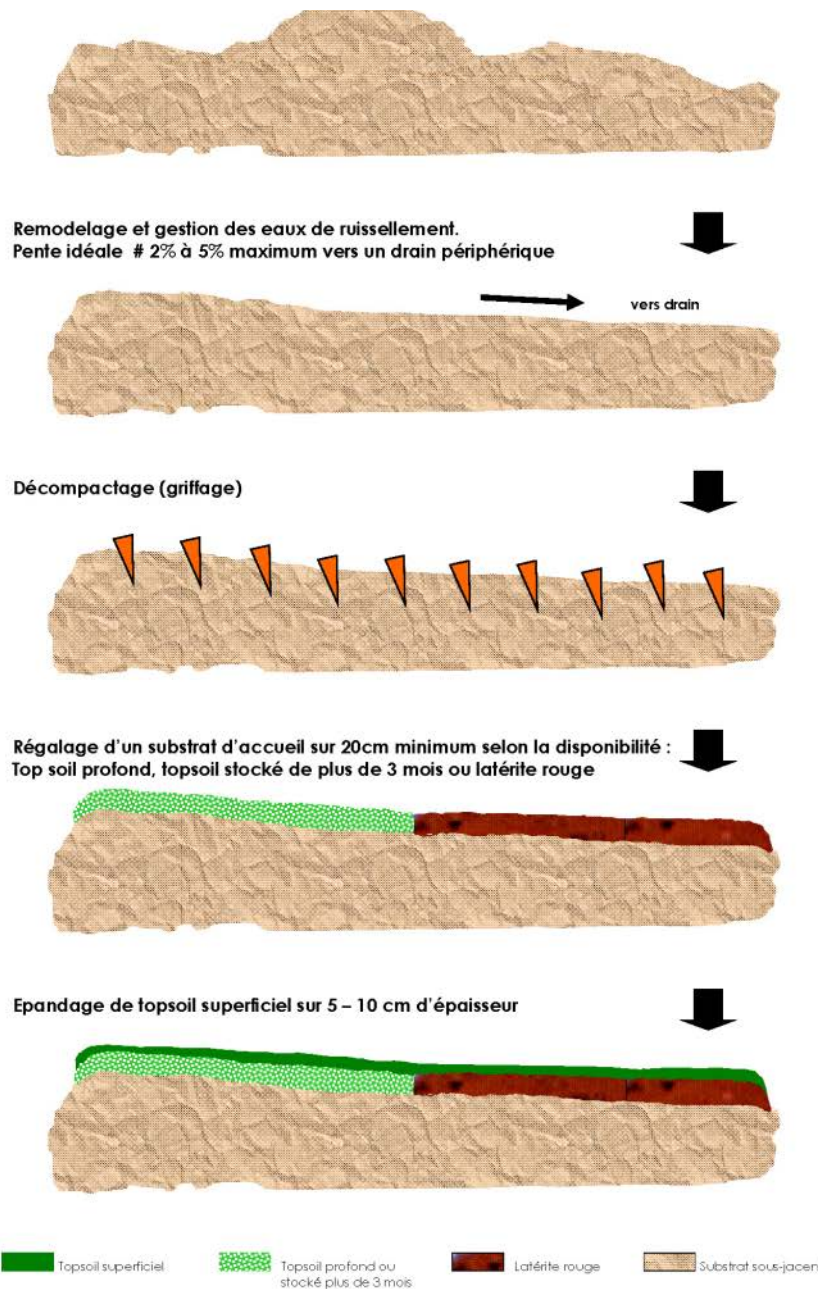 Remodelage et gestion des eaux de ruissellement.
Pente idéale # 2% à 5% maximum vers un drain périphérique
vers drain
Décompactage (griffage)
Régalage d'un substrat d'accueil sur 20cm minimum selon la disponibilité :
Top soil profond, topsoil stocké de plus de 3 mois ou latérite rouge
Epandage de topsoil superficiel sur 5 – 10 cm d'épaisseur
Topsoil superficiel
Topsoil profond ou
stocké plus de 3 mois
Latérite rouge
Substrat sous-jacen